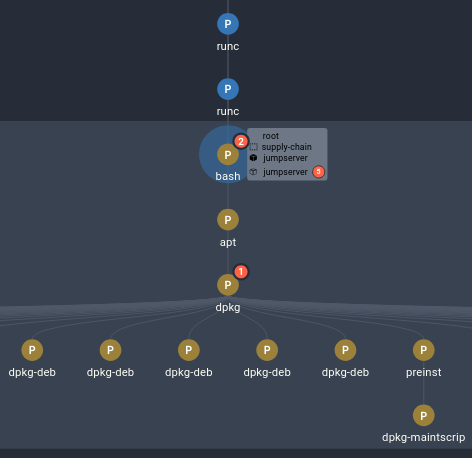 P
runc
P
runc
2
root
supply-chain
P
jumpserver
bash
jumpserver 5
P
apt
1
P
dpkg
P P P P P P
dpkg-deb dpkg-deb dpkg-deb dpkg-deb dpkg-deb preinst
P
dpkg-maintscrip